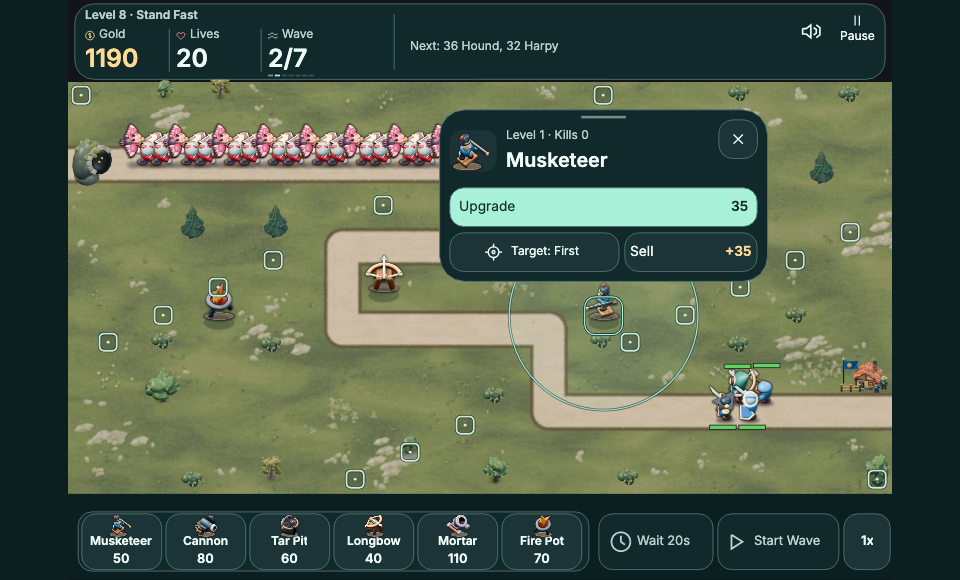 Level 8 · Stand Fast
Gold
1190
Lives
20
Wave
2/7
Next: 36 Hound, 32 Harpy
Pause
Level 1 · Kills 0
Musketeer
Upgrade
35
Target: First
Sell
+35
Musketeer
50
Cannon
80
Tar Pit
60
Longbow
40
Mortar
110
Fire Pot
70
Wait 20s
Start Wave
1x